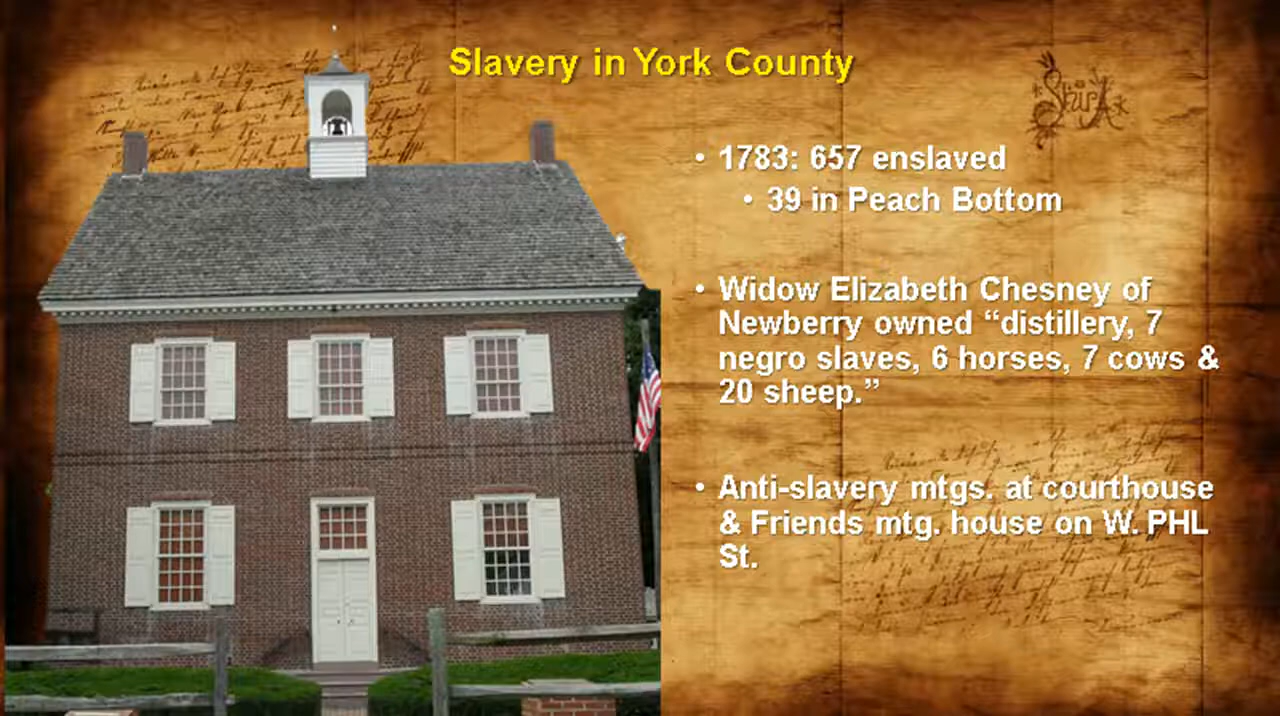 Slavery in York County
• 1783: 657 enslaved
• 39 in Peach Bottom
• Widow Elizabeth Chesney of
Newberry owned “distillery, 7
negro slaves, 6 horses, 7 cows &
20 sheep.”
• Anti-slavery mtgs. at courthouse
& Friends mtg. house on W. PHL
St.